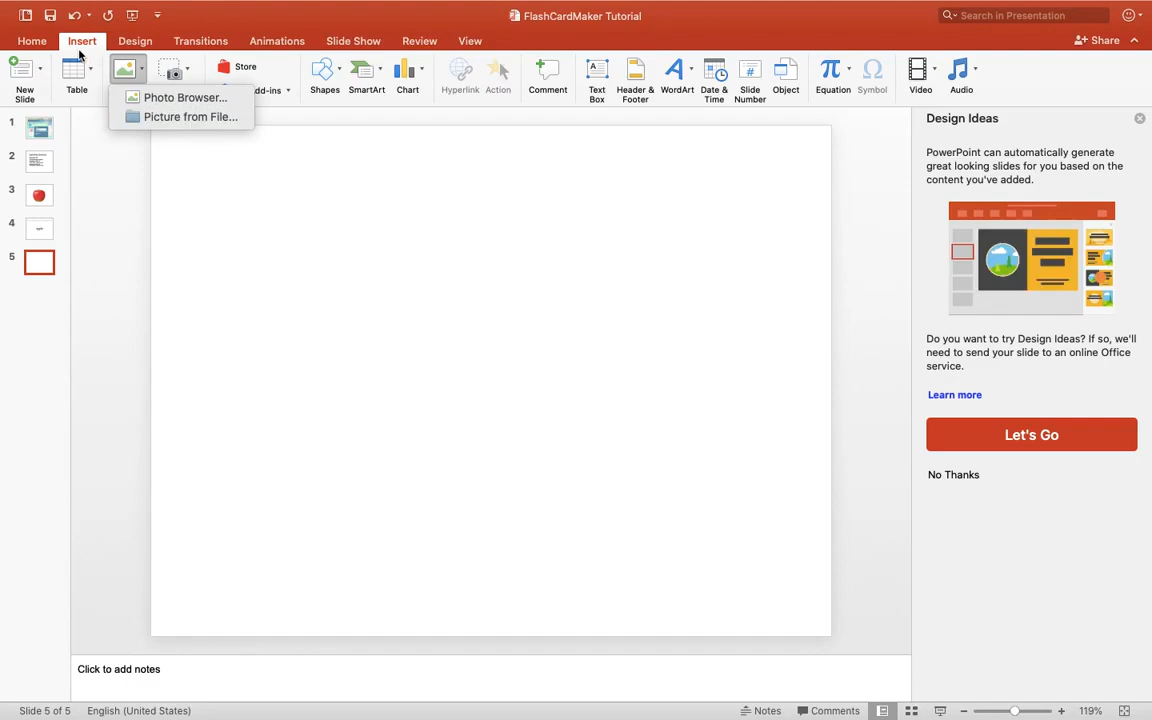 FlashCardMaker Tutorial
Search in Presentation
Home Insert Design Transitions Animations Slide Show Review View
Share
New Slide
Table
Store
dd-ins
Shapes
SmartArt
Chart
Hyperlink
Action
Comment
Text Box
Header & Footer
WordArt
Date & Time
Slide Number
Object
Equation
Symbol
Video
Audio
Photo Browser...
Picture from File...
1
2
3
4
5
Design Ideas
PowerPoint can automatically generate
great looking slides for you based on the
content you've added.
Do you want to try Design Ideas? If so, we'll
need to send your slide to an online Office
service.
Learn more
Let's Go
No Thanks
Click to add notes
Slide 5 of 5 English (United States)
Notes Comments 119%